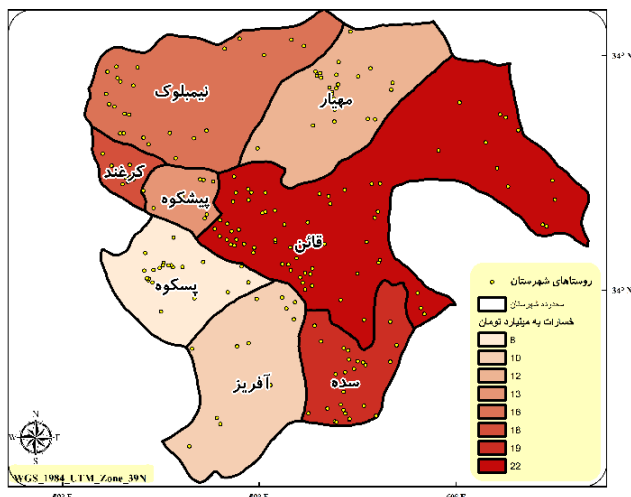 نیمبلوک
مهیار
کرغند
پیشکوه
قائن
پسکوه
آفریز
سده
روستاهای شهرستان
محدوده شهرستان
خسارات به میلیارد تومان
8
10
12
13
16
18
19
22
N
W
E
S
WGS_1984_UTM_Zone_39N